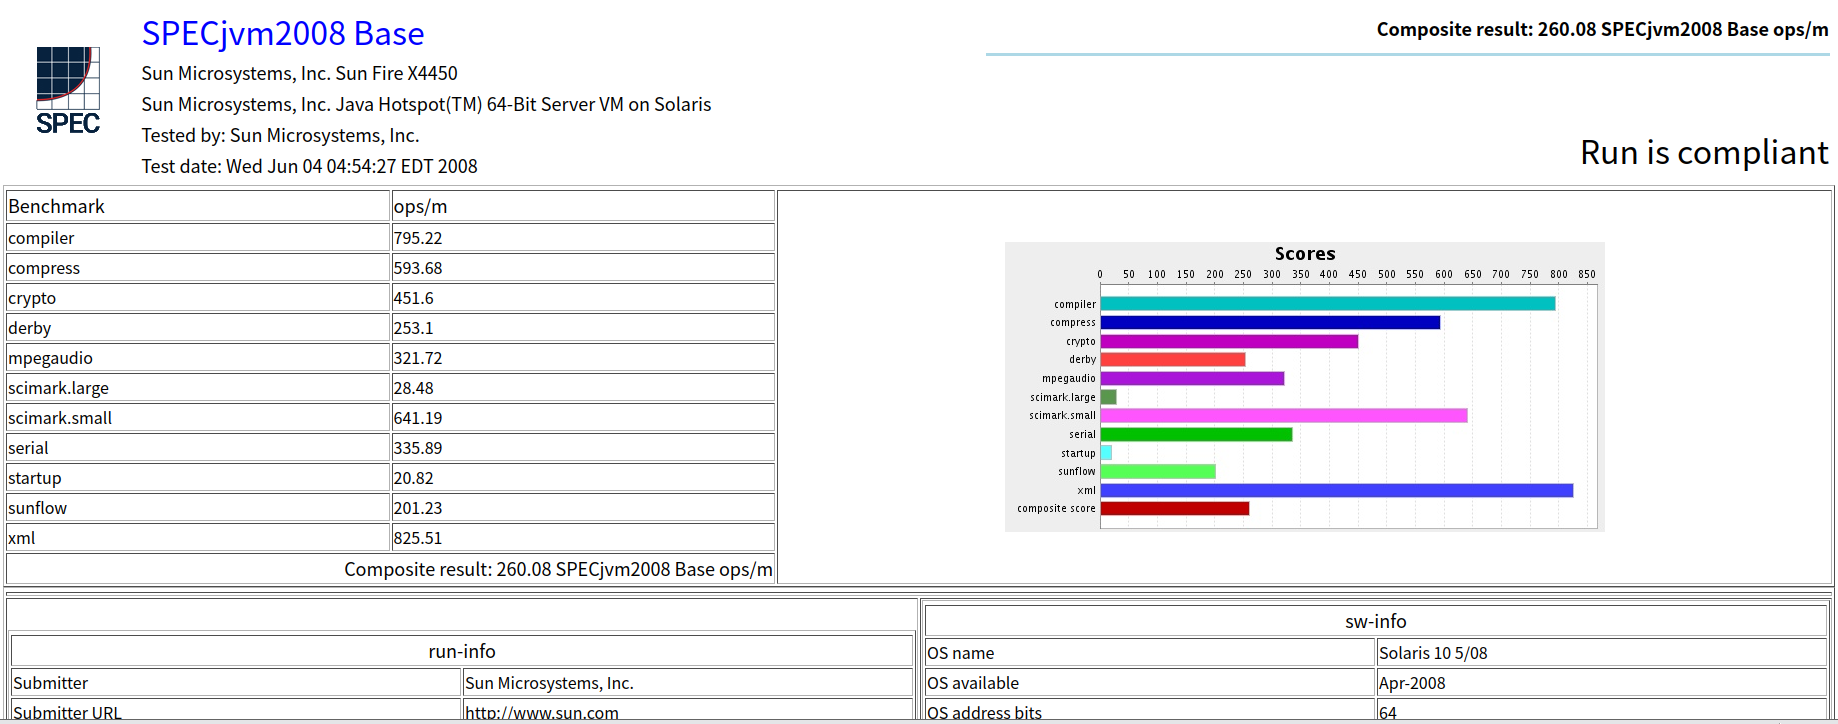 SPECjvm2008 Base
Composite result: 260.08 SPECjvm2008 Base ops/m
Sun Microsystems, Inc. Sun Fire X4450
Sun Microsystems, Inc. Java Hotspot(TM) 64-Bit Server VM on Solaris
Tested by: Sun Microsystems, Inc.
Test date: Wed Jun 04 04:54:27 EDT 2008
SPEC
Run is compliant
Benchmark ops/m
compiler 795.22
compress 593.68
crypto 451.6
derby 253.1
mpegaudio 321.72
scimark.large 28.48
scimark.small 641.19
serial 335.89
startup 20.82
sunflow 201.23
xml 825.51
Composite result: 260.08 SPECjvm2008 Base ops/m
Scores
0 50 100 150 200 250 300 350 400 450 500 550 600 650 700 750 800 850
compiler
compress
crypto
derby
mpegaudio
scimark.large
scimark.small
serial
startup
sunflow
xml
composite score
run-info
Submitter Sun Microsystems, Inc.
Submitter URL http://www.sun.com
sw-info
OS name Solaris 10 5/08
OS available Apr-2008
OS address bits 64